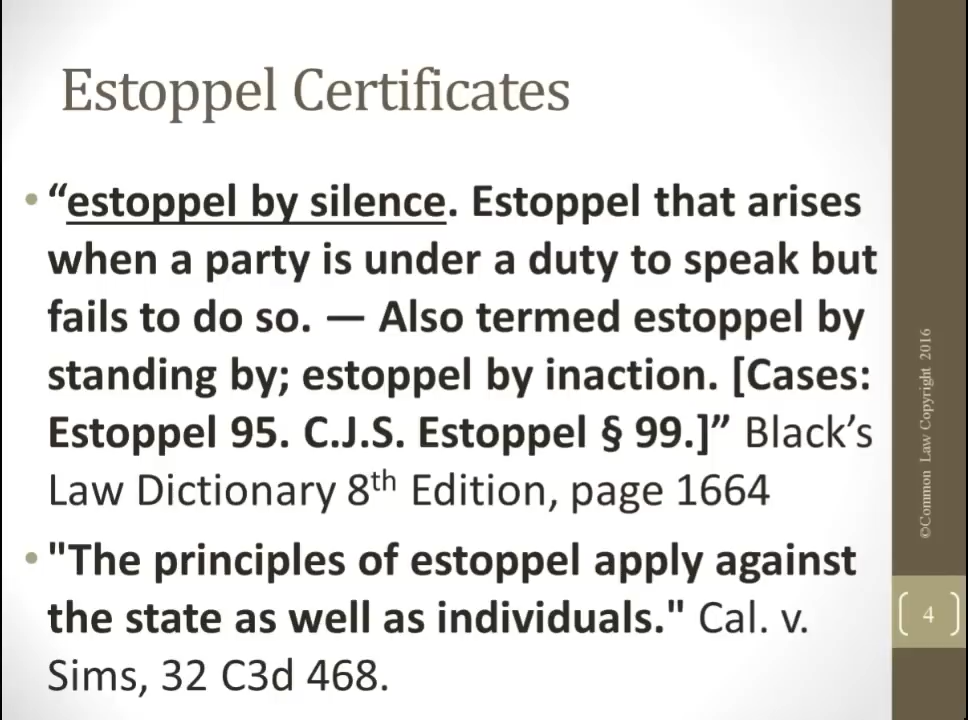 Estoppel Certificates
• “estoppel by silence. Estoppel that arises
when a party is under a duty to speak but
fails to do so. — Also termed estoppel by
standing by; estoppel by inaction. [Cases:
Estoppel 95. C.J.S. Estoppel § 99.]” Black’s
Law Dictionary 8th Edition, page 1664
• "The principles of estoppel apply against
the state as well as individuals." Cal. v.
Sims, 32 C3d 468.
©Common Law Copyright 2016
4